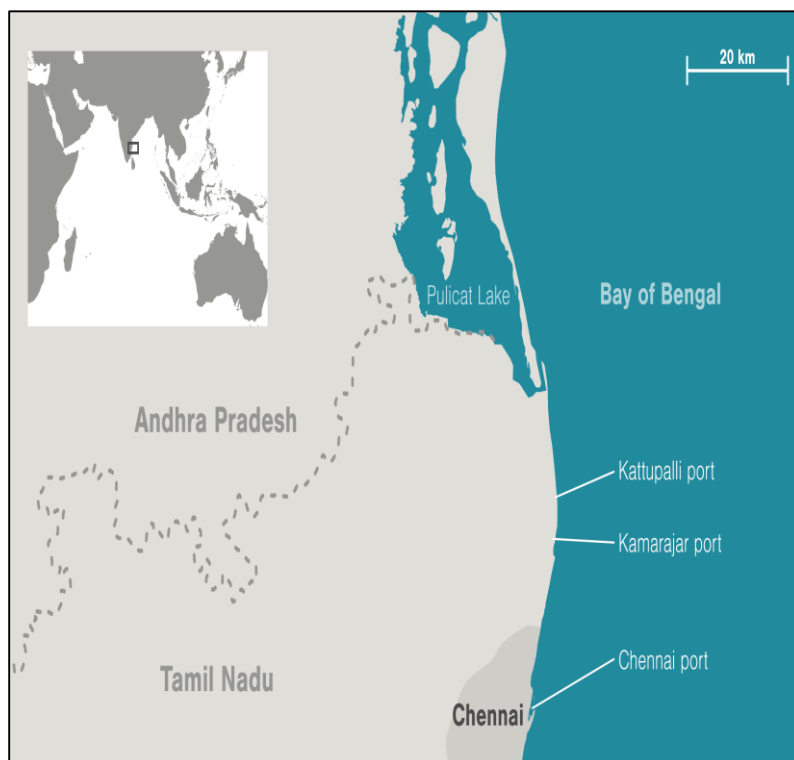 20 km
Pulicat Lake
Bay of Bengal
Andhra Pradesh
Kattupalli port
Kamarajar port
Chennai port
Tamil Nadu
Chennai